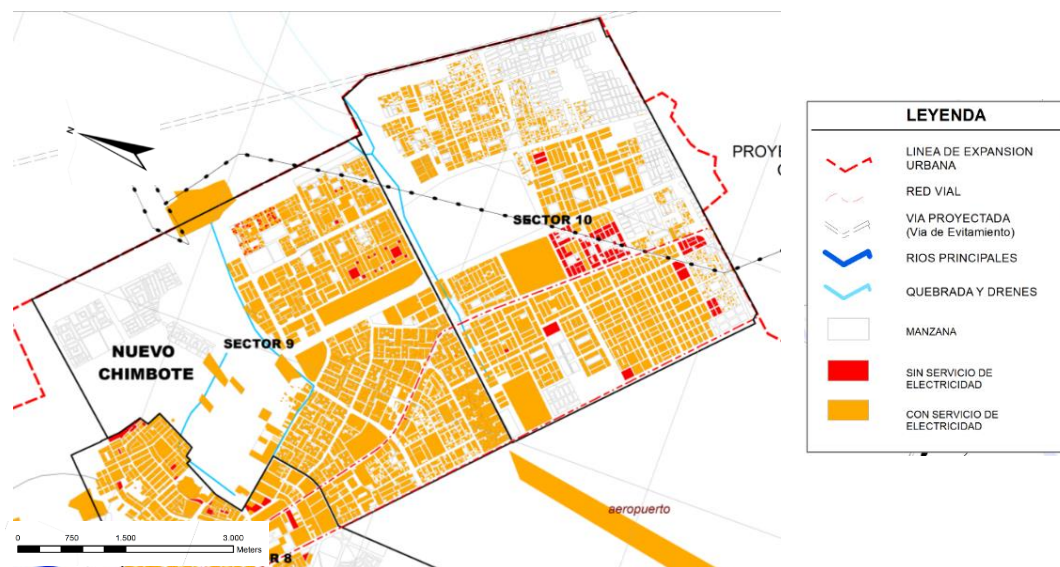 N
PROYE
SECTOR 10
SECTOR 9
NUEVO
CHIMBOTE
aeropuerto
R 8
0 750 1.500 3.000
Meters
LEYENDA
LINEA DE EXPANSION
URBANA
RED VIAL
VIA PROYECTADA
(Via de Evitamiento)
RIOS PRINCIPALES
QUEBRADA Y DRENES
MANZANA
SIN SERVICIO DE
ELECTRICIDAD
CON SERVICIO DE
ELECTRICIDAD